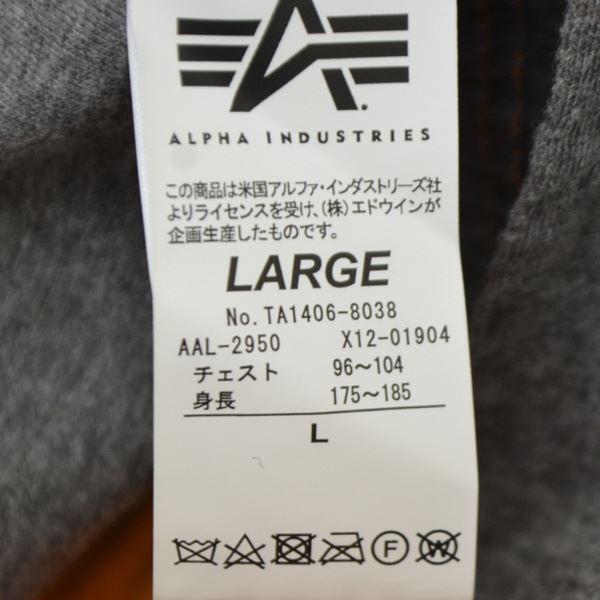 ALPHA INDUSTRIES
この商品は米国アルファ・インダストリーズ社
よりライセンスを受け、(株)エドウインが
企画生産したものです。
LARGE
No.TA1406-8038
AAL-2950 X12-01904
チェスト 96〜104
身長 175〜185
L
F W